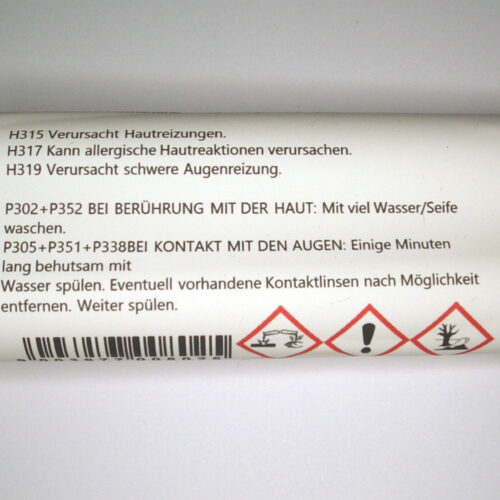 H315 Verursacht Hautreizungen.
H317 Kann allergische Hautreaktionen verursachen.
H319 Verursacht schwere Augenreizung.
P302+P352 BEI BERÜHRUNG MIT DER HAUT: Mit viel Wasser/Seife
waschen.
P305+P351+P338BEI KONTAKT MIT DEN AUGEN: Einige Minuten
lang behutsam mit
Wasser spülen. Eventuell vorhandene Kontaktlinsen nach Möglichkeit
entfernen. Weiter spülen.